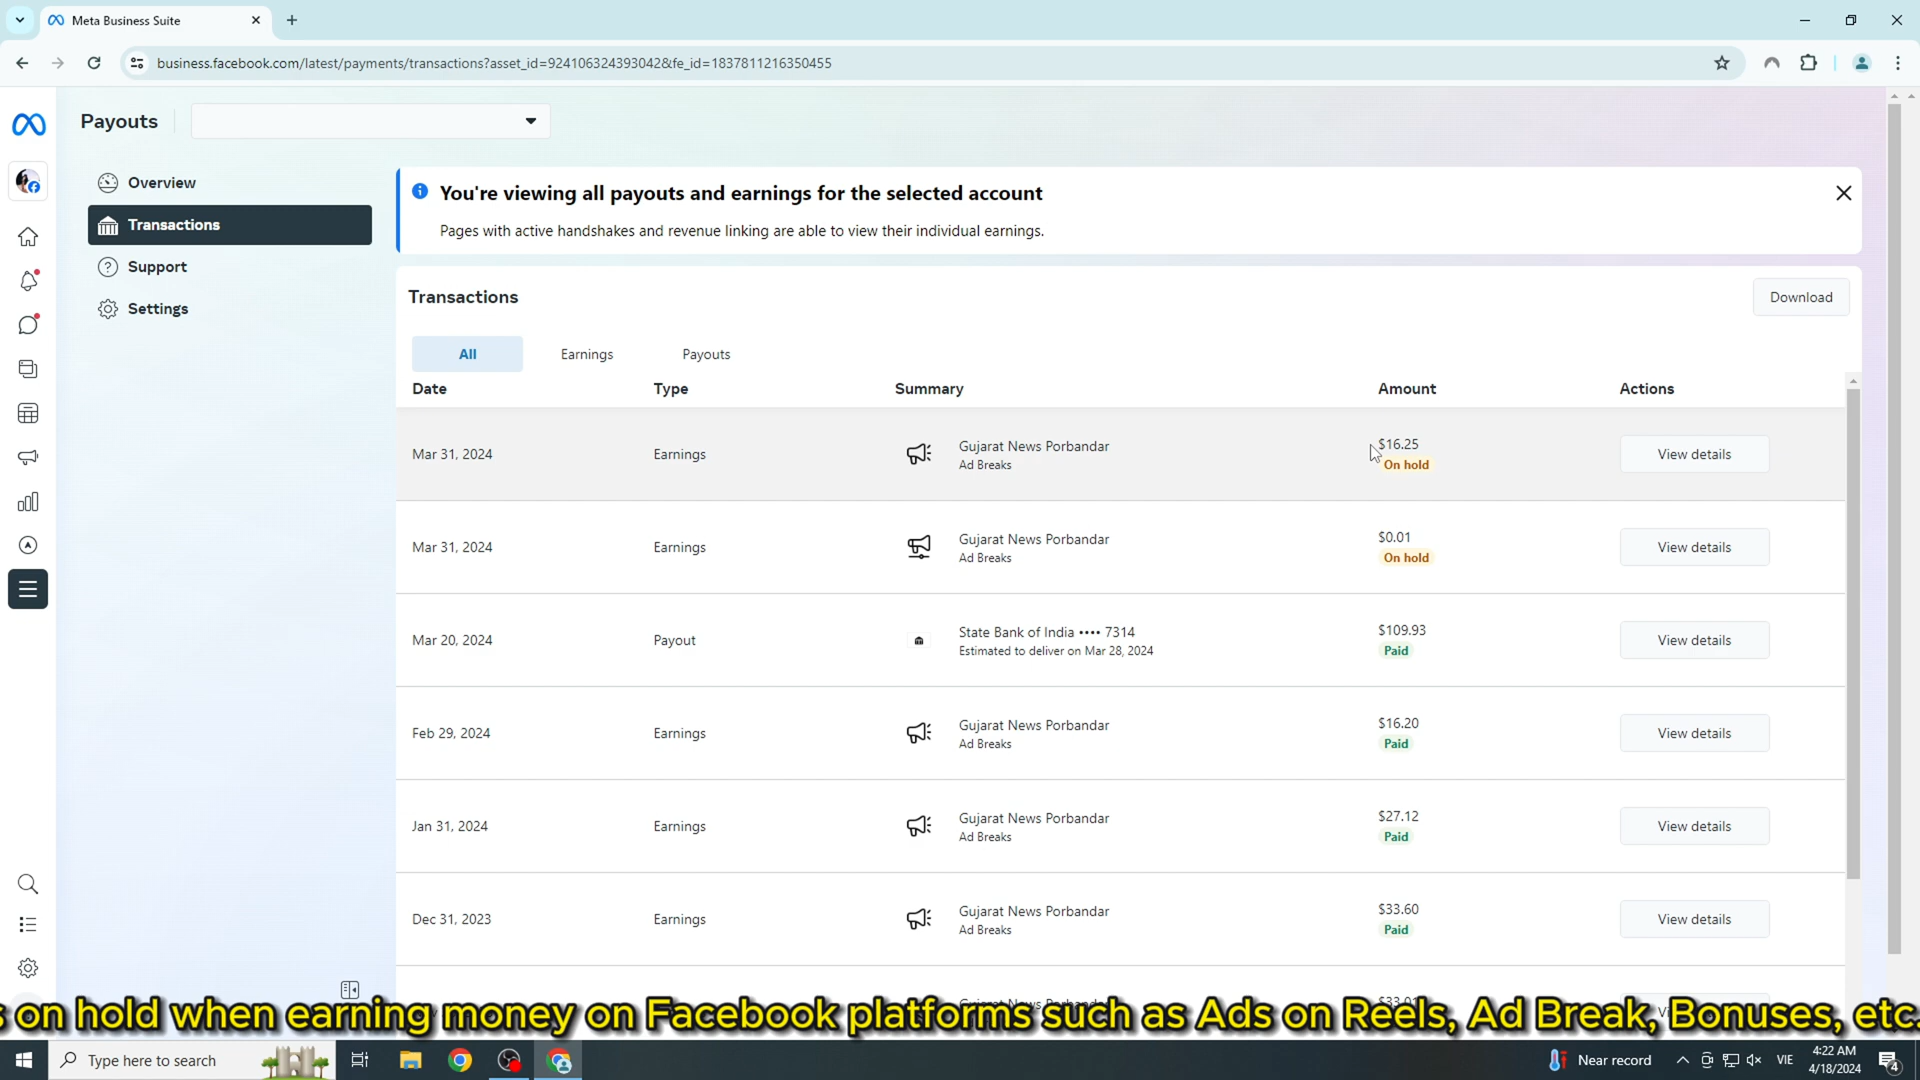 Meta Business Suite
business.facebook.com/latest/payments/transactions?asset_id=924106324393042&fe_id=1837811216350455
Payouts
Overview
Transactions
Support
Settings
You're viewing all payouts and earnings for the selected account
Pages with active handshakes and revenue linking are able to view their individual earnings.
Transactions
Download
All Earnings Payouts
Date Type Summary Amount Actions
Mar 31, 2024 Earnings Gujarat News Porbandar $16.25 View details
Ad Breaks On hold
Mar 31, 2024 Earnings Gujarat News Porbandar $0.01 View details
Ad Breaks On hold
Mar 20, 2024 Payout State Bank of India •••• 7314 $109.93 View details
Estimated to deliver on Mar 28, 2024 Paid
Feb 29, 2024 Earnings Gujarat News Porbandar $16.20 View details
Ad Breaks Paid
Jan 31, 2024 Earnings Gujarat News Porbandar $27.12 View details
Ad Breaks Paid
Dec 31, 2023 Earnings Gujarat News Porbandar $33.60 View details
Ad Breaks Paid
on hold when earning money on Facebook platforms such as Ads on Reels, Ad Break, Bonuses, etc.
Type here to search
Near record
VIE
4:22 AM
4/18/2024
4